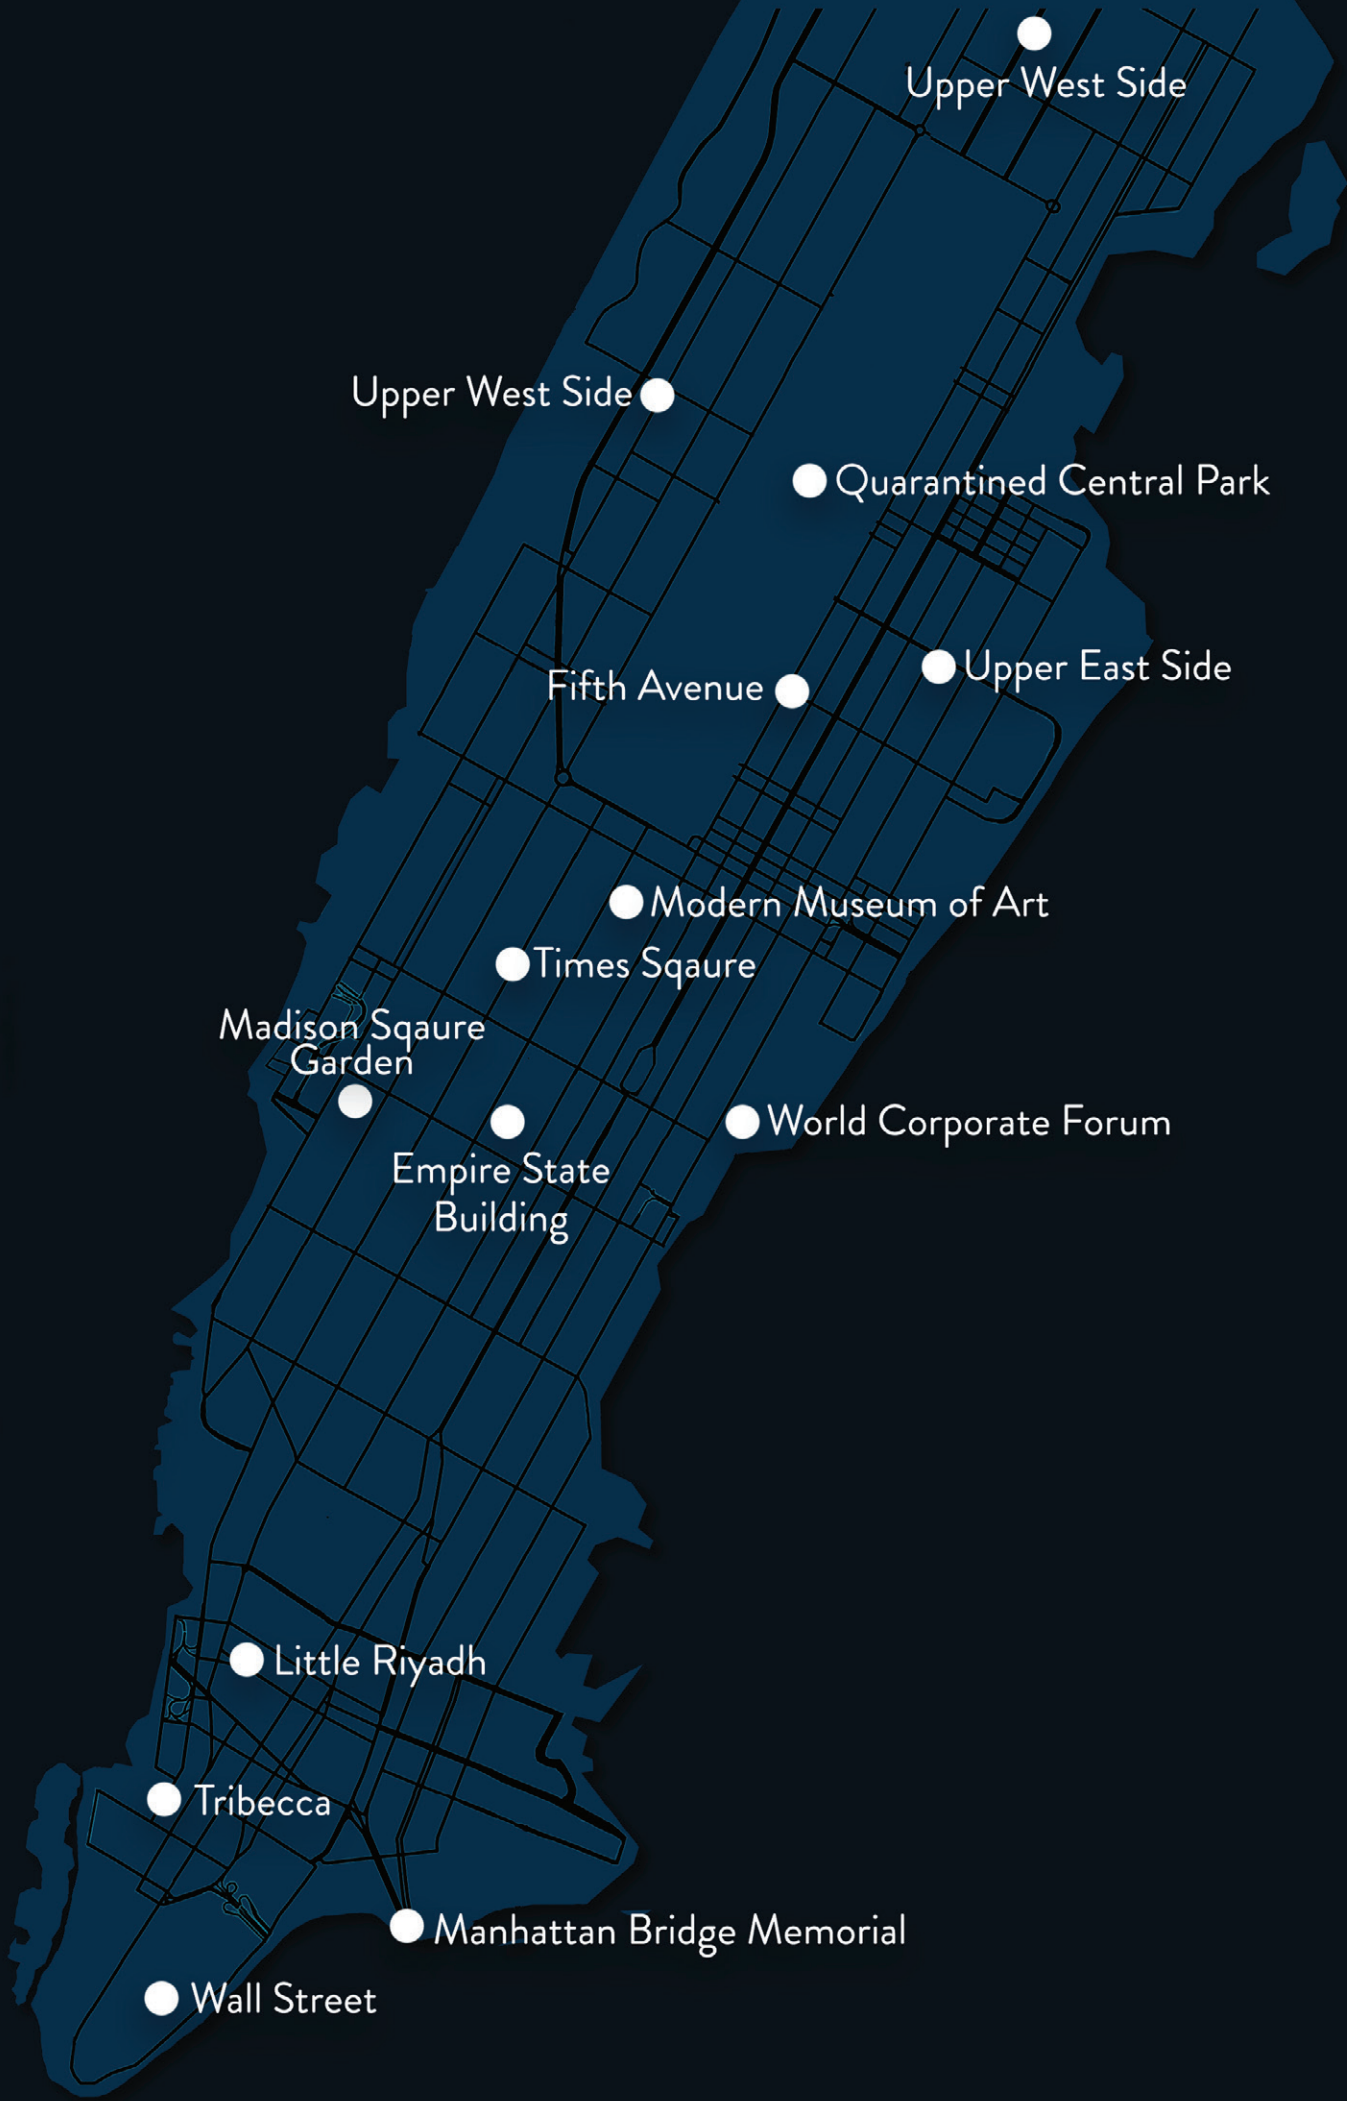 Upper West Side
Upper West Side
Quarantined Central Park
Upper East Side
Fifth Avenue
Modern Museum of Art
Times Sqaure
Madison Sqaure
Garden
World Corporate Forum
Empire State
Building
Little Riyadh
Tribecca
Manhattan Bridge Memorial
Wall Street